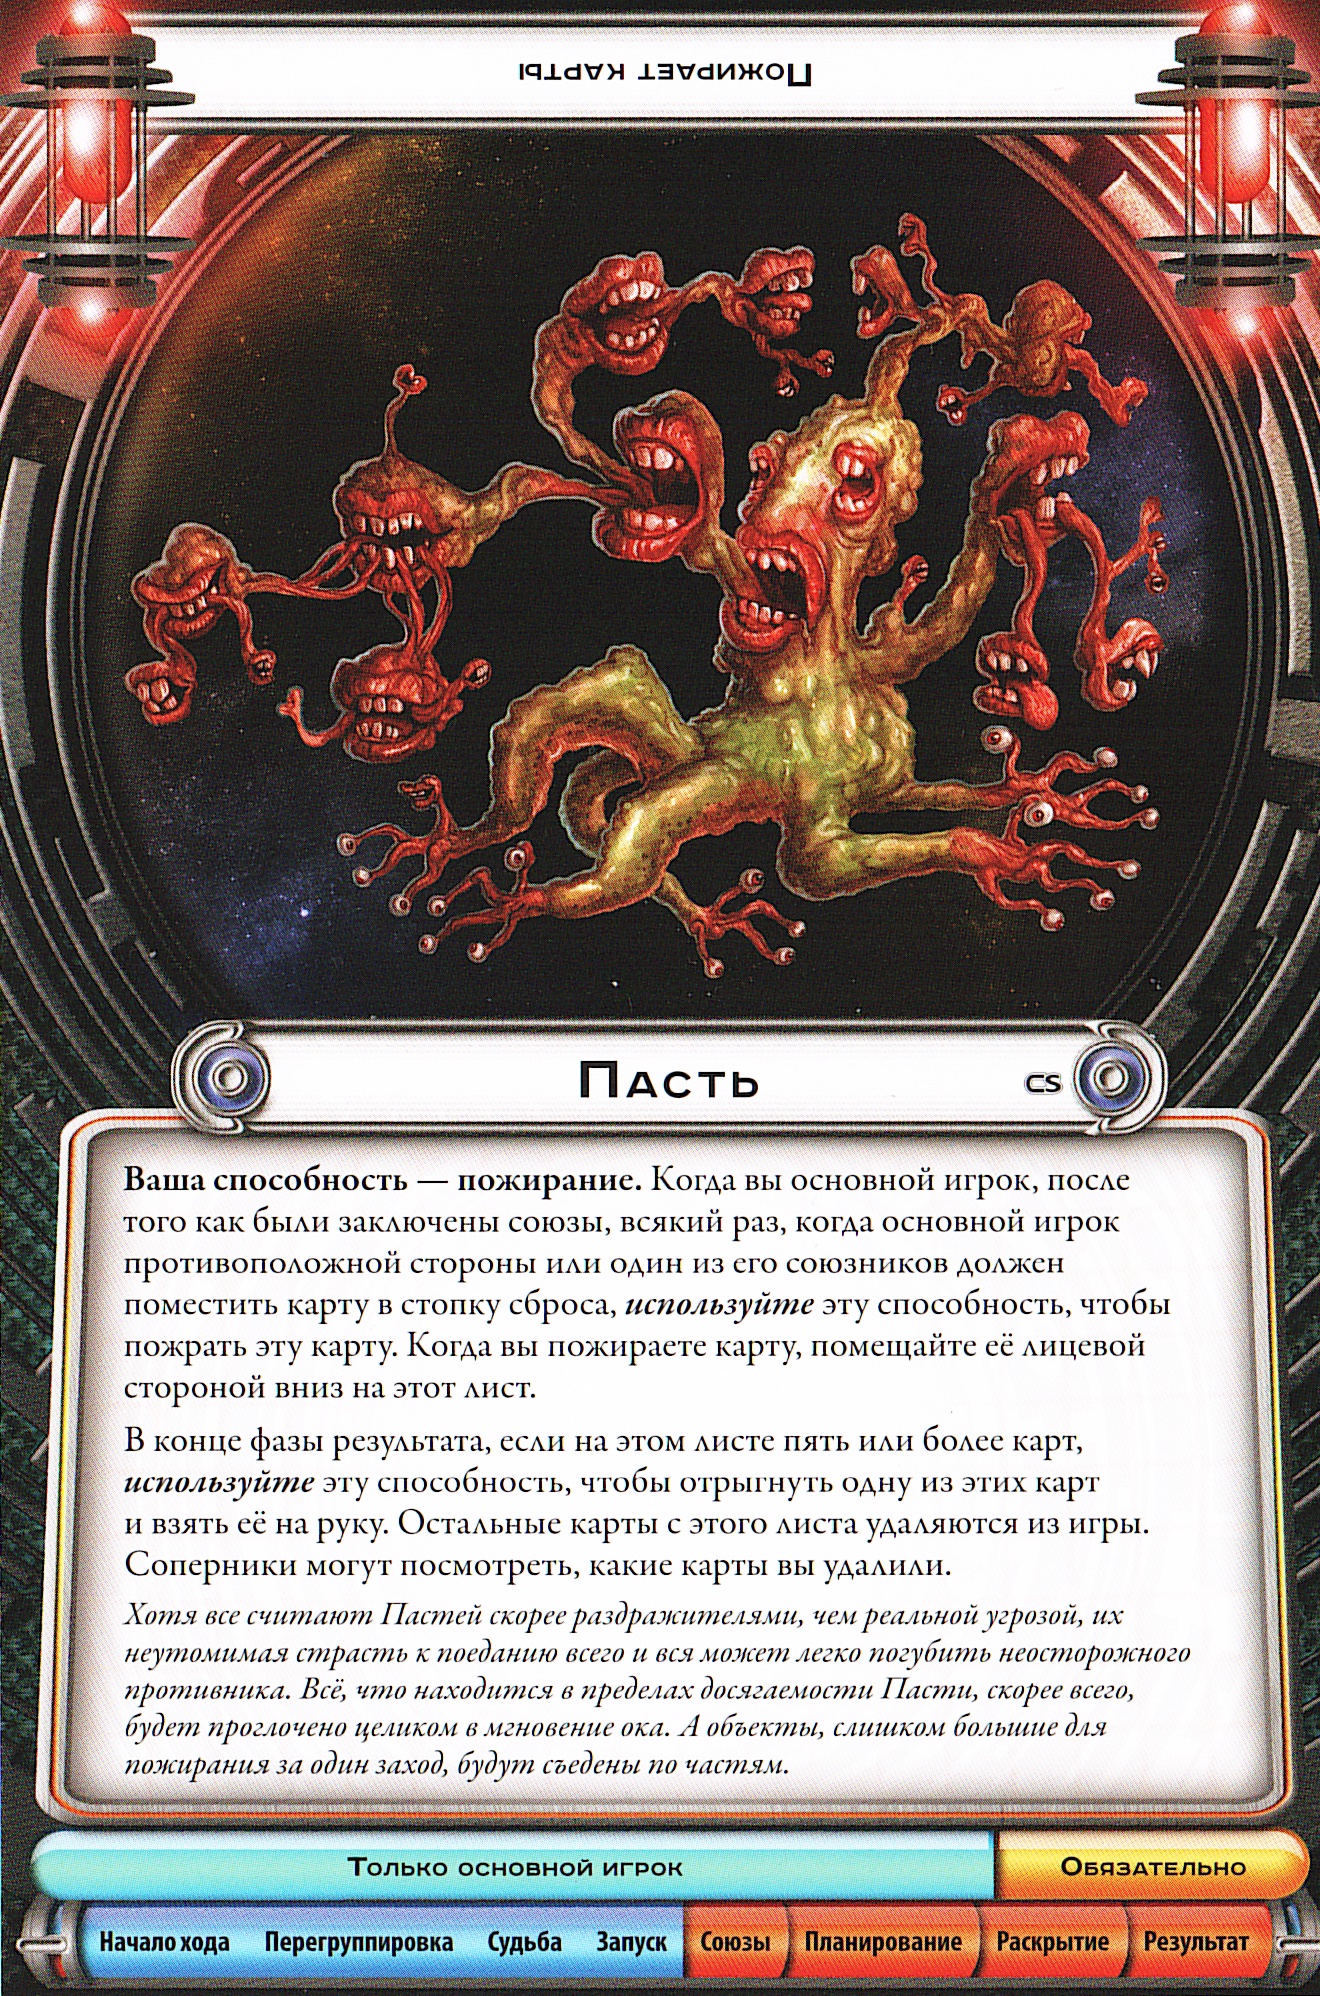 Пожирает карты
Пасть
CS
Ваша способность — пожирание. Когда вы основной игрок, после
того как были заключены союзы, всякий раз, когда основной игрок
противоположной стороны или один из его союзников должен
поместить карту в стопку сброса, используйте эту способность, чтобы
пожрать эту карту. Когда вы пожираете карту, помещайте её лицевой
стороной вниз на этот лист.
В конце фазы результата, если на этом листе пять или более карт,
используйте эту способность, чтобы отрыгнуть одну из этих карт
и взять её на руку. Остальные карты с этого листа удаляются из игры.
Соперники могут посмотреть, какие карты вы удалили.
Хотя все считают Пастей скорее раздражителями, чем реальной угрозой, их
неутомимая страсть к поеданию всего и вся может легко погубить неосторожного
противника. Всё, что находится в пределах досягаемости Пасти, скорее всего,
будет проглочено целиком в мгновение ока. А объекты, слишком большие для
пожирания за один заход, будут съедены по частям.
Только основной игрок Обязательно
Начало хода Перегруппировка Судьба Запуск Союзы Планирование Раскрытие Результат